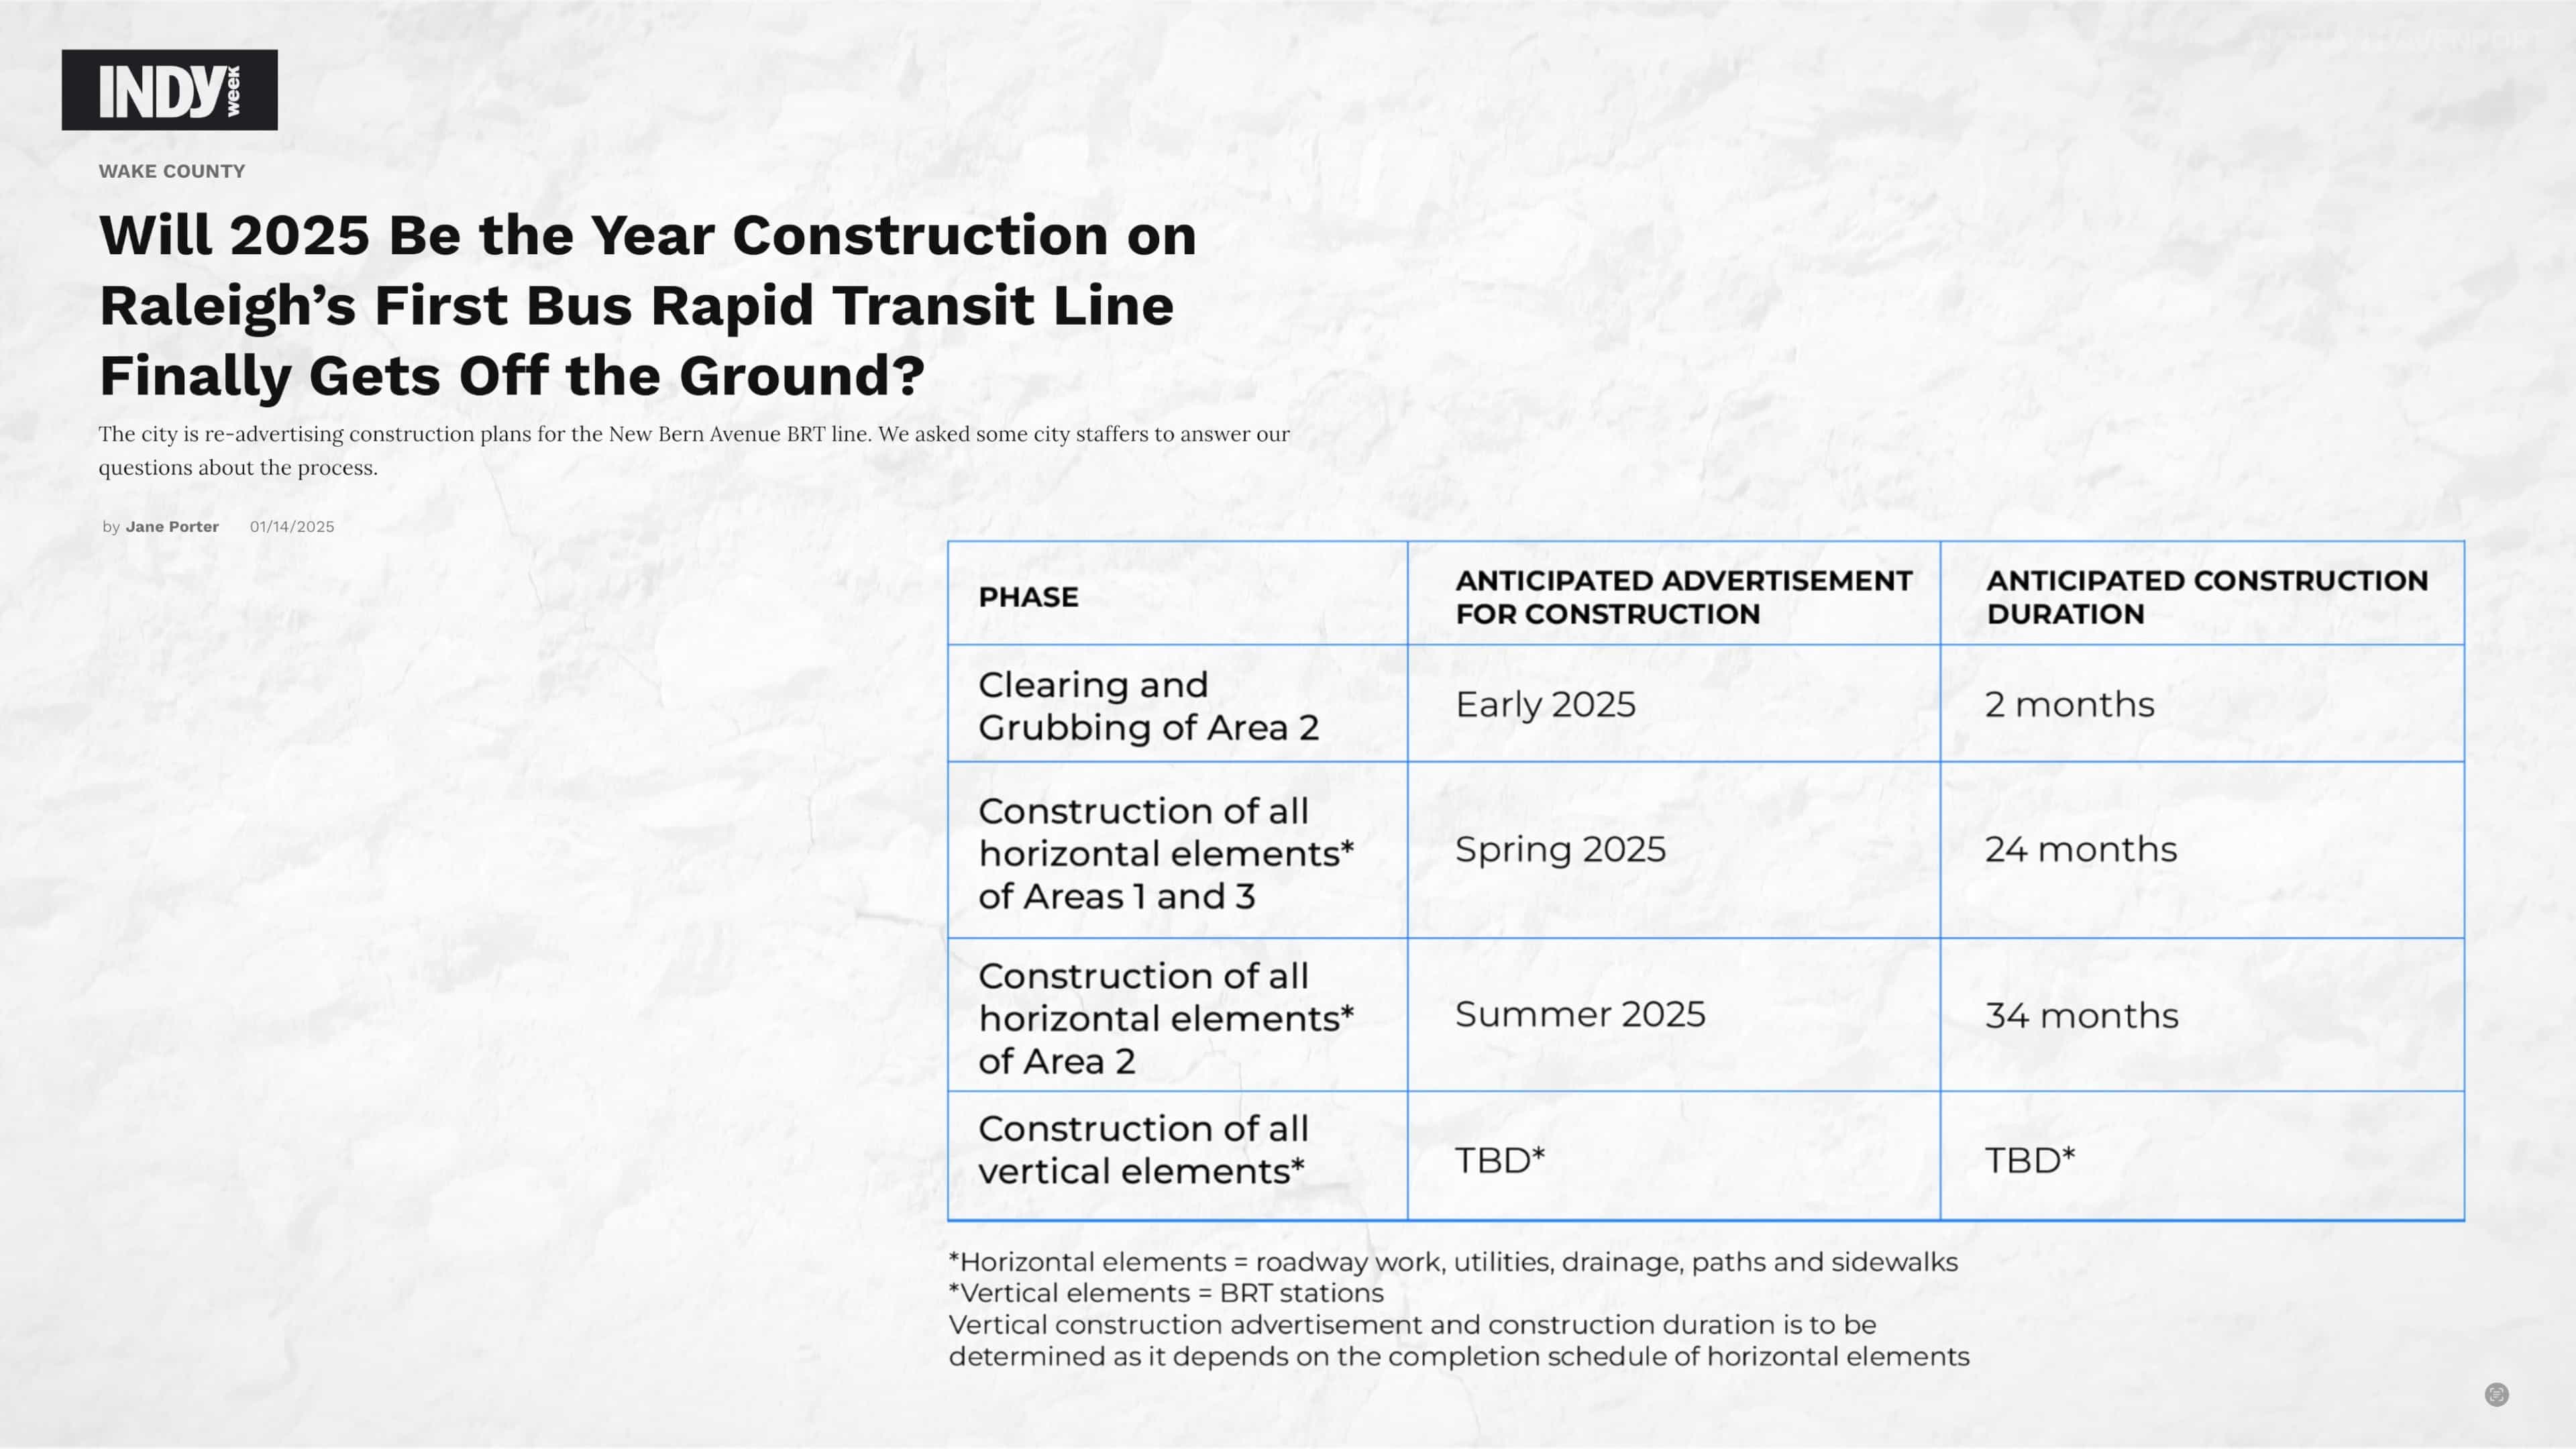 INDY week
WAKE COUNTY
Will 2025 Be the Year Construction on
Raleigh’s First Bus Rapid Transit Line
Finally Gets Off the Ground?
The city is re-advertising construction plans for the New Bern Avenue BRT line. We asked some city staffers to answer our
questions about the process.
by Jane Porter 01/14/2025
PHASE
ANTICIPATED ADVERTISEMENT
FOR CONSTRUCTION
ANTICIPATED CONSTRUCTION
DURATION
Clearing and
Grubbing of Area 2
Early 2025
2 months
Construction of all
horizontal elements*
of Areas 1 and 3
Spring 2025
24 months
Construction of all
horizontal elements*
of Area 2
Summer 2025
34 months
Construction of all
vertical elements*
TBD*
TBD*
*Horizontal elements = roadway work, utilities, drainage, paths and sidewalks
*Vertical elements = BRT stations
Vertical construction advertisement and construction duration is to be
determined as it depends on the completion schedule of horizontal elements